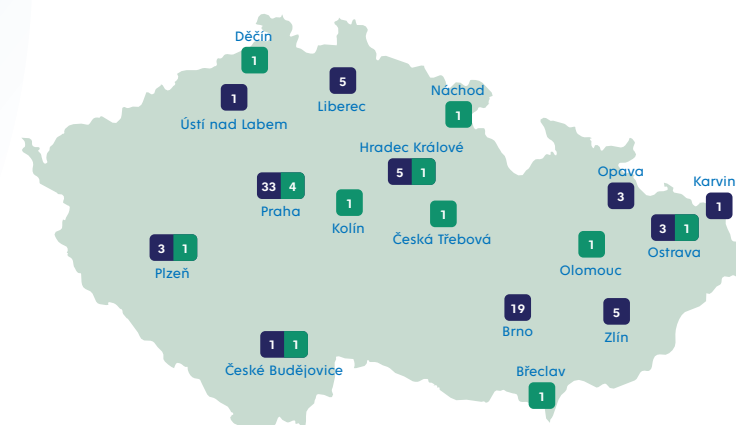 Děčín
1
5
Liberec
1
Ústí nad Labem
Náchod
1
Hradec Králové
5 1
33 4
Praha
1
Kolín
1
Česká Třebová
Opava
3
Karvin
1
3 1
Ostrava
1
Olomouc
3 1
Plzeň
19
Brno
5
Zlín
1 1
České Budějovice
Břeclav
1